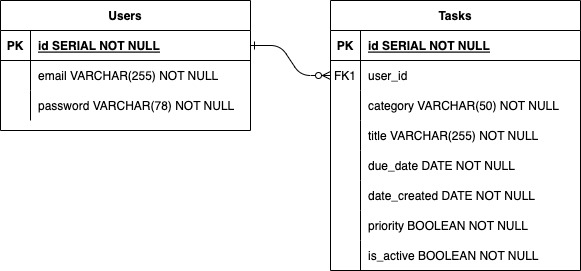 Users
PK id SERIAL NOT NULL
email VARCHAR(255) NOT NULL
password VARCHAR(78) NOT NULL
Tasks
PK id SERIAL NOT NULL
FK1 user_id
category VARCHAR(50) NOT NULL
title VARCHAR(255) NOT NULL
due_date DATE NOT NULL
date_created DATE NOT NULL
priority BOOLEAN NOT NULL
is_active BOOLEAN NOT NULL